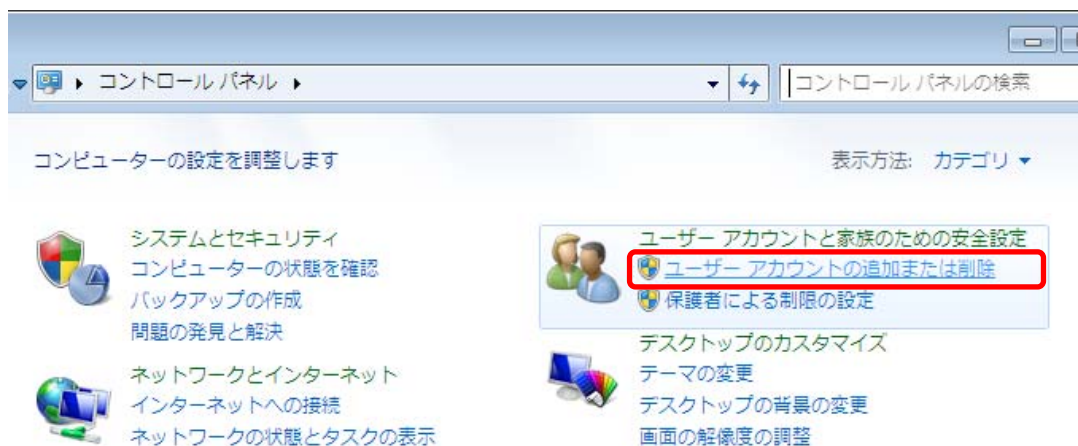 コントロール パネル
コントロール パネルの検索
コンピューターの設定を調整します
表示方法: カテゴリ
システムとセキュリティ
コンピューターの状態を確認
バックアップの作成
問題の発見と解決
ネットワークとインターネット
インターネットへの接続
ネットワークの状態とタスクの表示
ユーザー アカウントと家族のための安全設定
ユーザー アカウントの追加または削除
保護者による制限の設定
デスクトップのカスタマイズ
テーマの変更
デスクトップの背景の変更
画面の解像度の調整